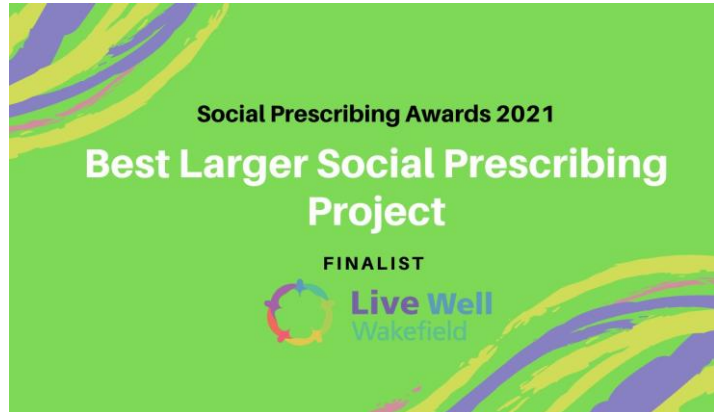 Social Prescribing Awards 2021
Best Larger Social Prescribing
Project
FINALIST
Live Well
Wakefield